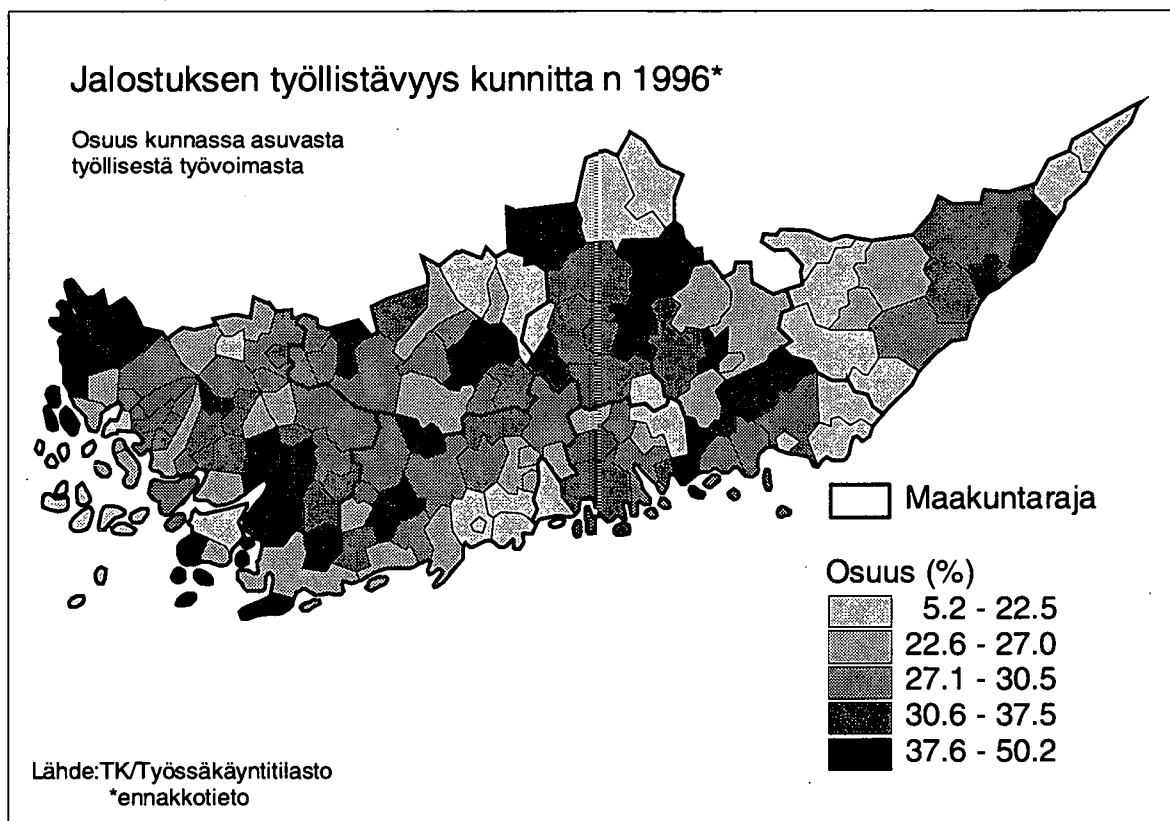 Jalostuksen työllistävyys kunnitta n 1996*
Osuus kunnassa asuvasta
työllisestä työvoimasta
Maakuntaraja
Osuus (%)
5.2 - 22.5
22.6 - 27.0
27.1 - 30.5
30.6 - 37.5
37.6 - 50.2
Lähde:TK/Työssäkäyntitilasto
*ennakkotieto